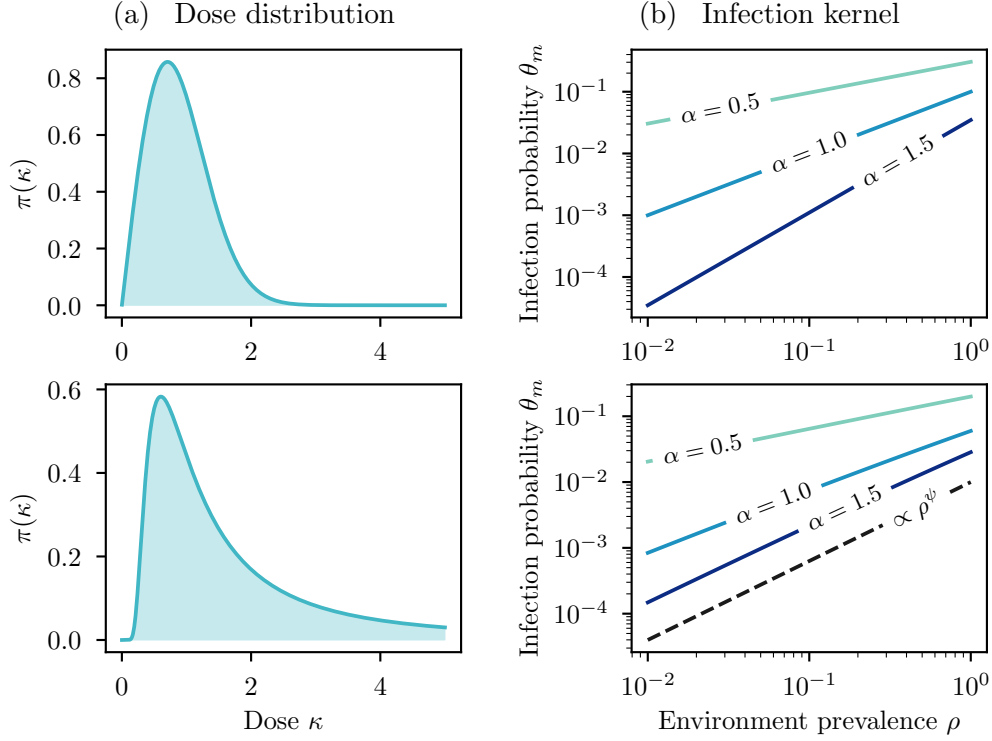 (a) Dose distribution
(b) Infection kernel
π(κ)
0.8
0.6
0.4
0.2
0.0
0 2 4
Infection probability θ_m
10^{-1}
10^{-2}
10^{-3}
10^{-4}
α = 0.5
α = 1.0
α = 1.5
10^{-2} 10^{-1} 10^{0}
π(κ)
0.6
0.4
0.2
0.0
0 2 4
Dose κ
Infection probability θ_m
10^{-1}
10^{-2}
10^{-3}
10^{-4}
α = 0.5
α = 1.0
α = 1.5
∝ ρ^ψ
10^{-2} 10^{-1} 10^{0}
Environment prevalence ρ